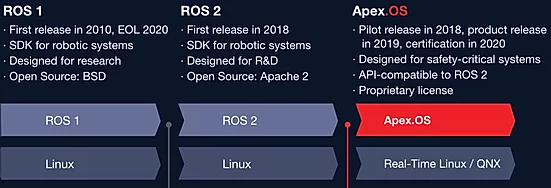 ROS 1
· First release in 2010, EOL 2020
· SDK for robotic systems
· Designed for research
· Open Source: BSD
ROS 2
· First release in 2018
· SDK for robotic systems
· Designed for R&D
· Open Source: Apache 2
Apex.OS
· Pilot release in 2018, product release
in 2019, certification in 2020
· Designed for safety-critical systems
· API-compatible to ROS 2
· Proprietary license
ROS 1
ROS 2
Apex.OS
Linux
Linux
Real-Time Linux / QNX